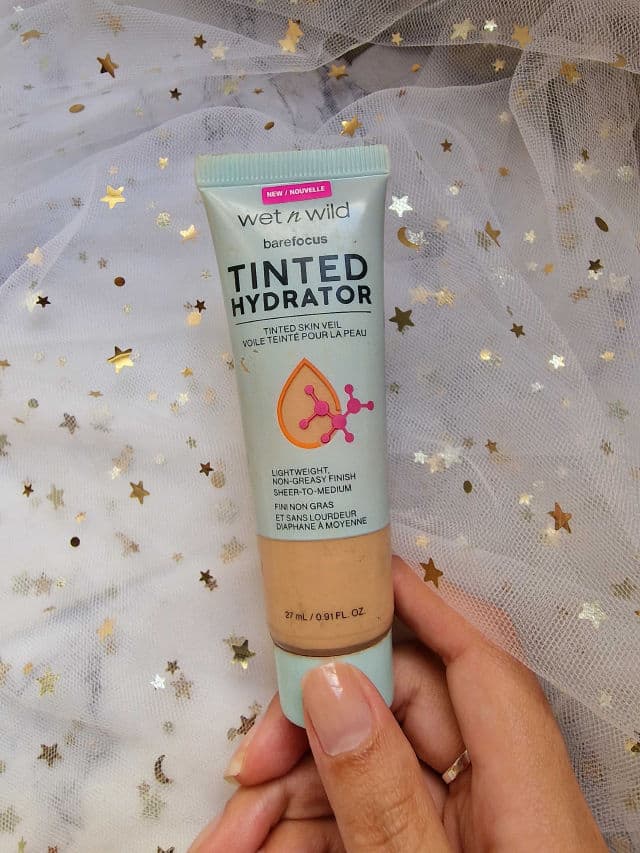 NEW / NOUVELLE
wet n wild
barefocus
TINTED
HYDRATOR
TINTED SKIN VEIL
VOILE TEINTÉ POUR LA PEAU
LIGHTWEIGHT,
NON-GREASY FINISH
SHEER-TO-MEDIUM
FINI NON GRAS
ET SANS LOURDEUR
DIAPHANE À MOYENNE
27 mL / 0.91 FL. OZ.